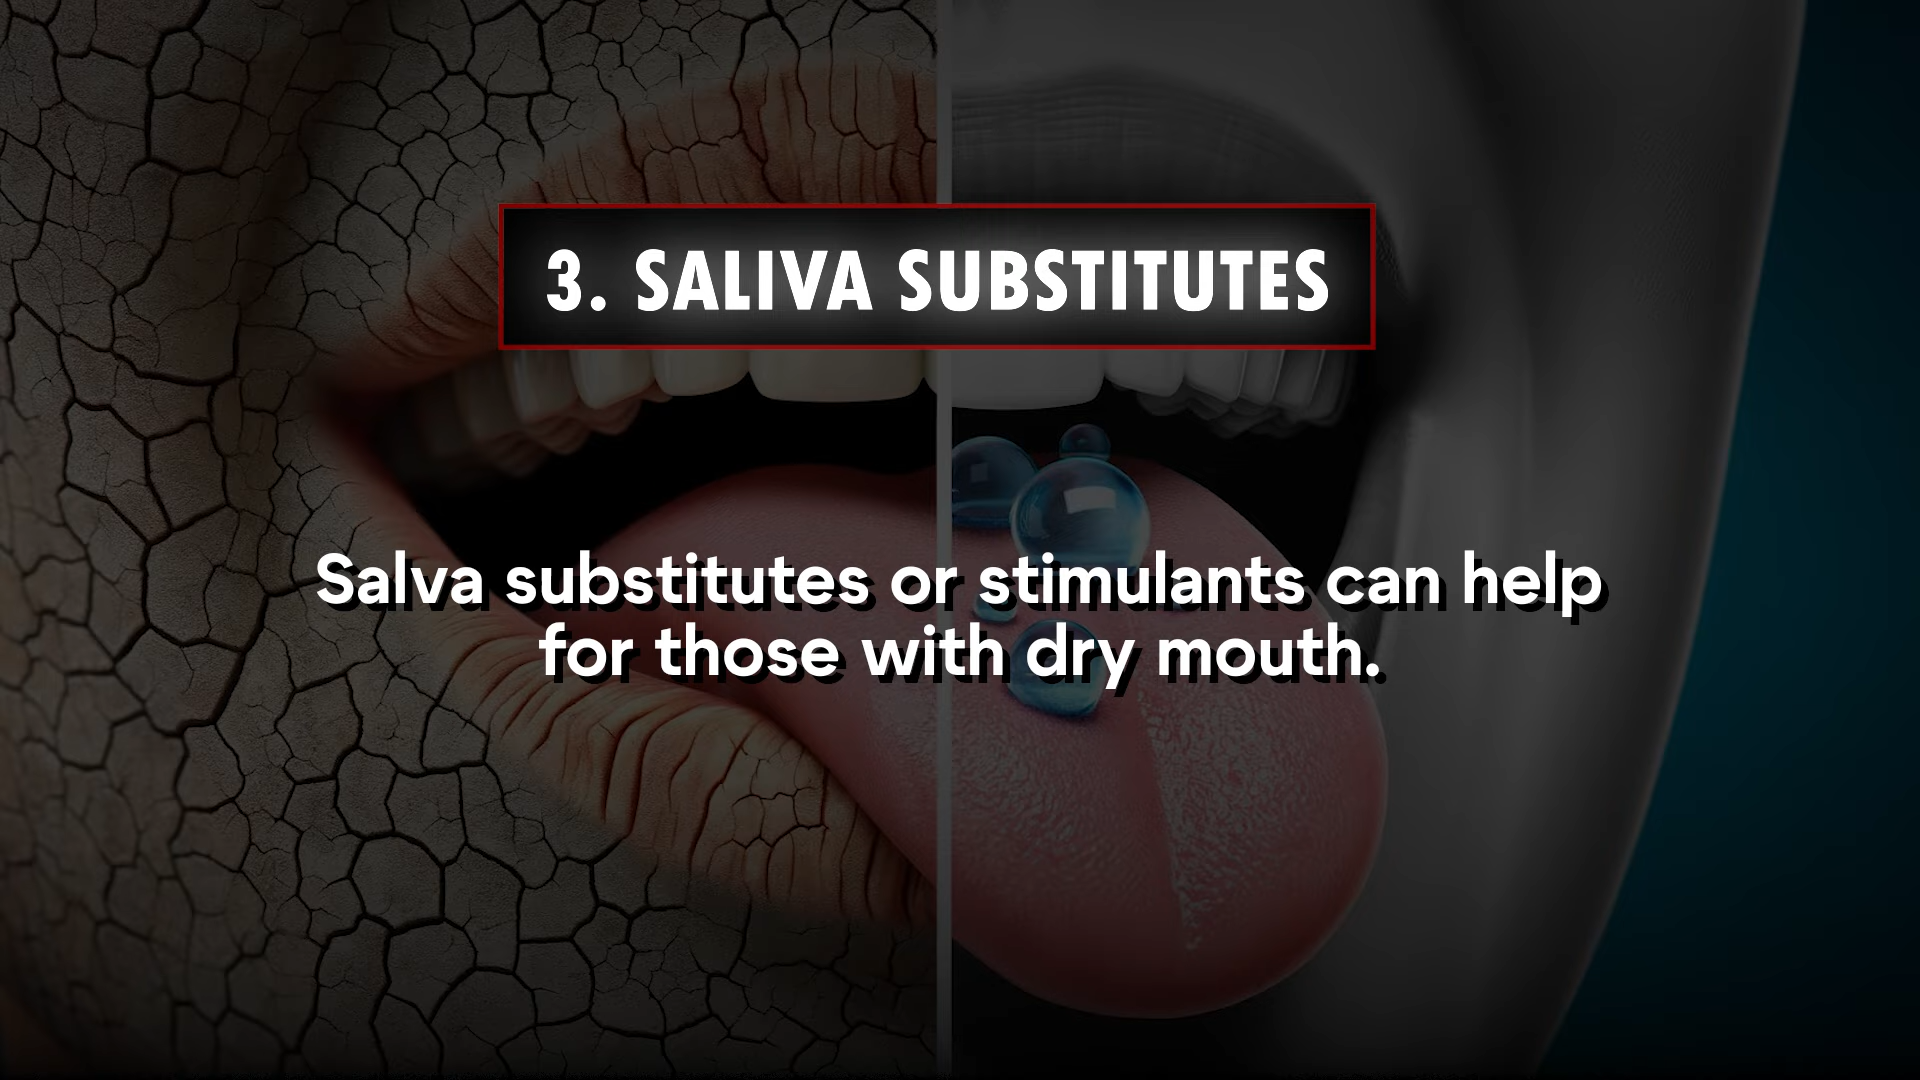 3. SALIVA SUBSTITUTES
Salva substitutes or stimulants can help
for those with dry mouth.